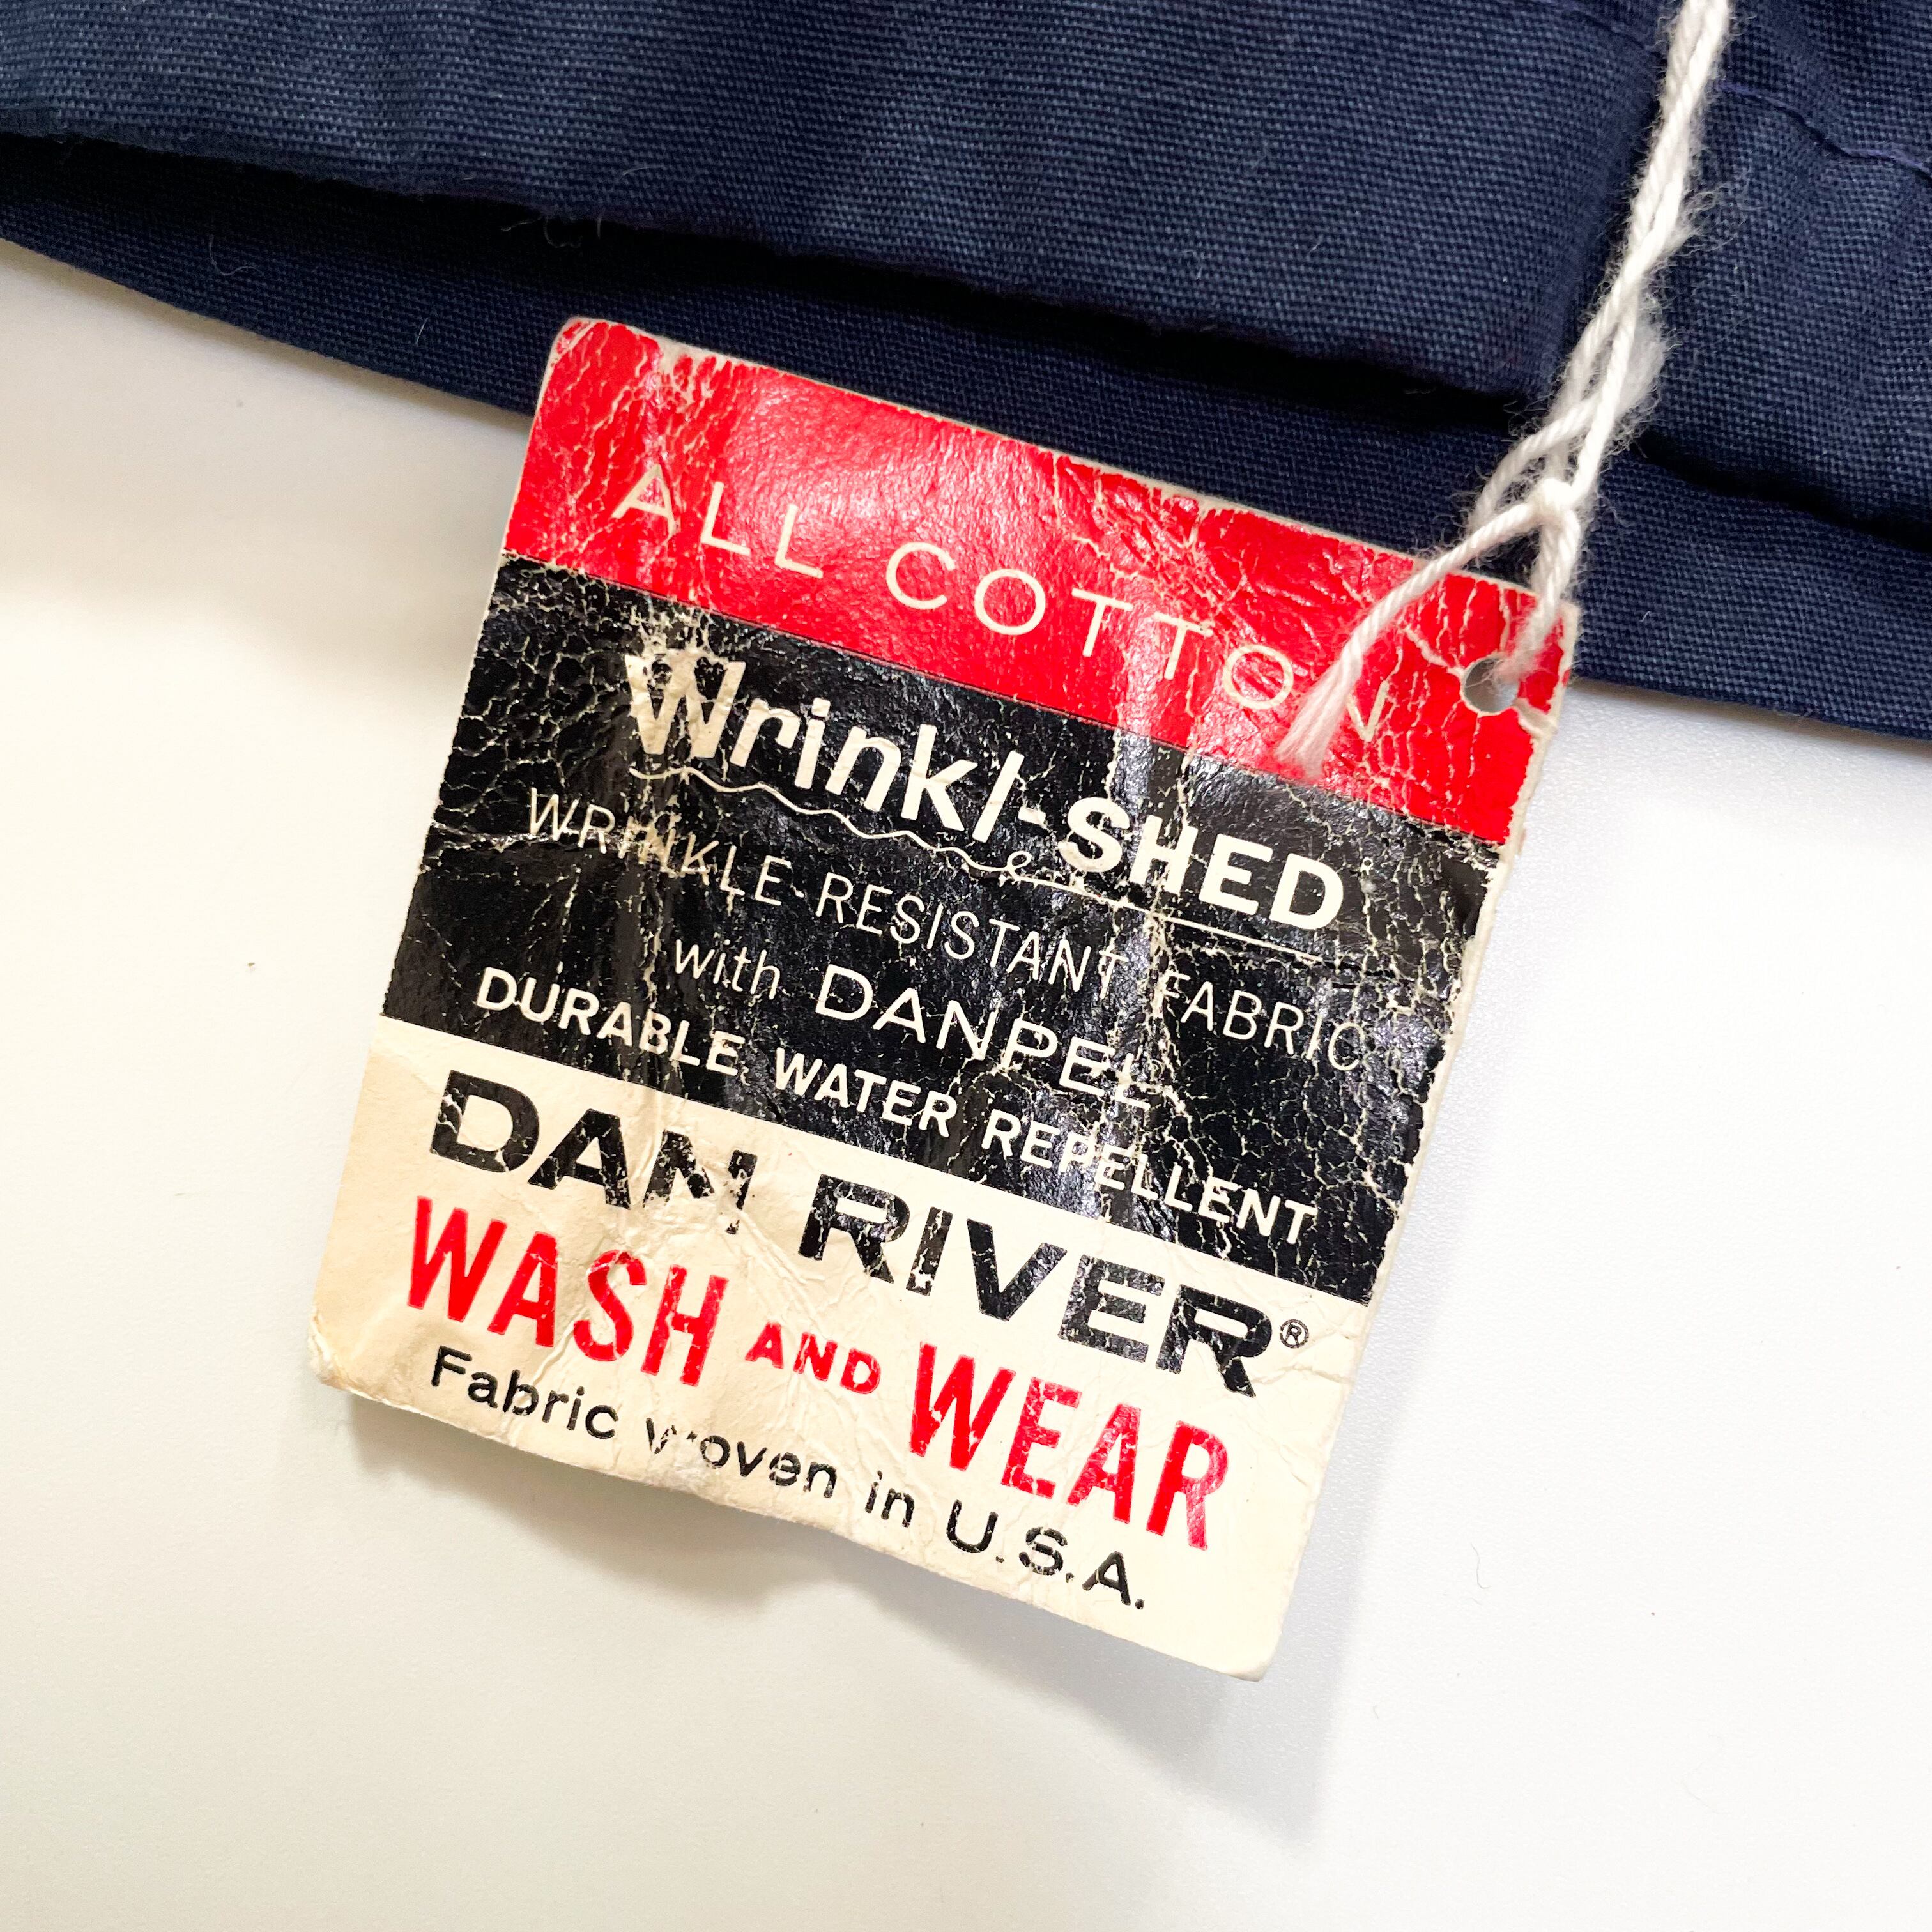 ALL COTTON
Wrinkl-SHED
WRINKLE-RESISTANT FABRIC
with DANPEL
DURABLE WATER REPELLENT
DAN RIVER®
WASH AND WEAR
Fabric woven in U.S.A.